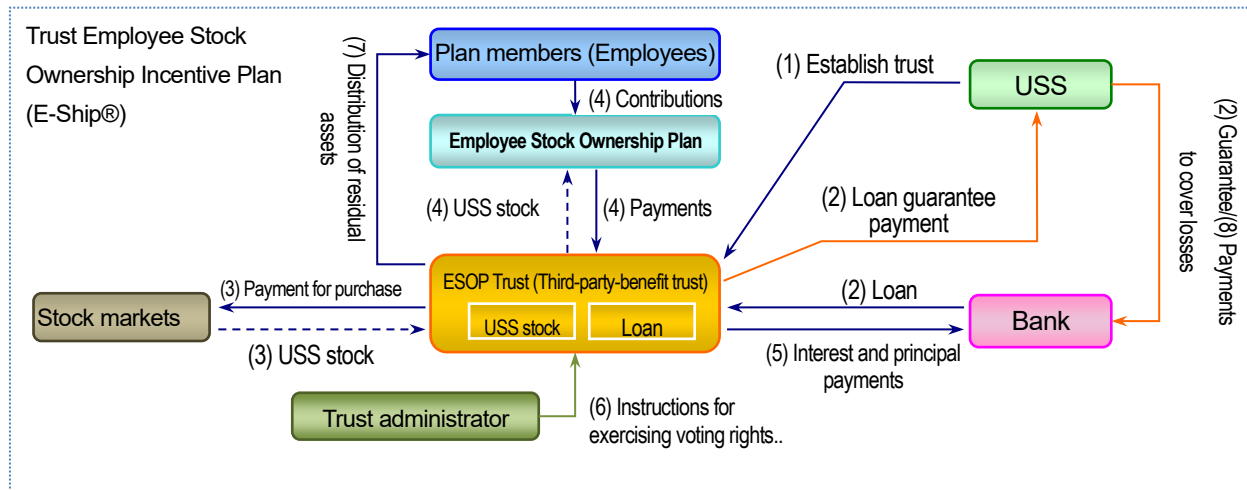 Trust Employee Stock
Ownership Incentive Plan
(E-Ship®)
(7) Distribution of residual
assets
Plan members (Employees)
(4) Contributions
Employee Stock Ownership Plan
(4) USS stock
(4) Payments
(1) Establish trust
USS
(2) Guarantee/(8) Payments
to cover losses
(2) Loan guarantee
payment
ESOP Trust (Third-party-benefit trust)
USS stock
Loan
(3) Payment for purchase
Stock markets
(3) USS stock
(2) Loan
Bank
(5) Interest and principal
payments
Trust administrator
(6) Instructions for
exercising voting rights..